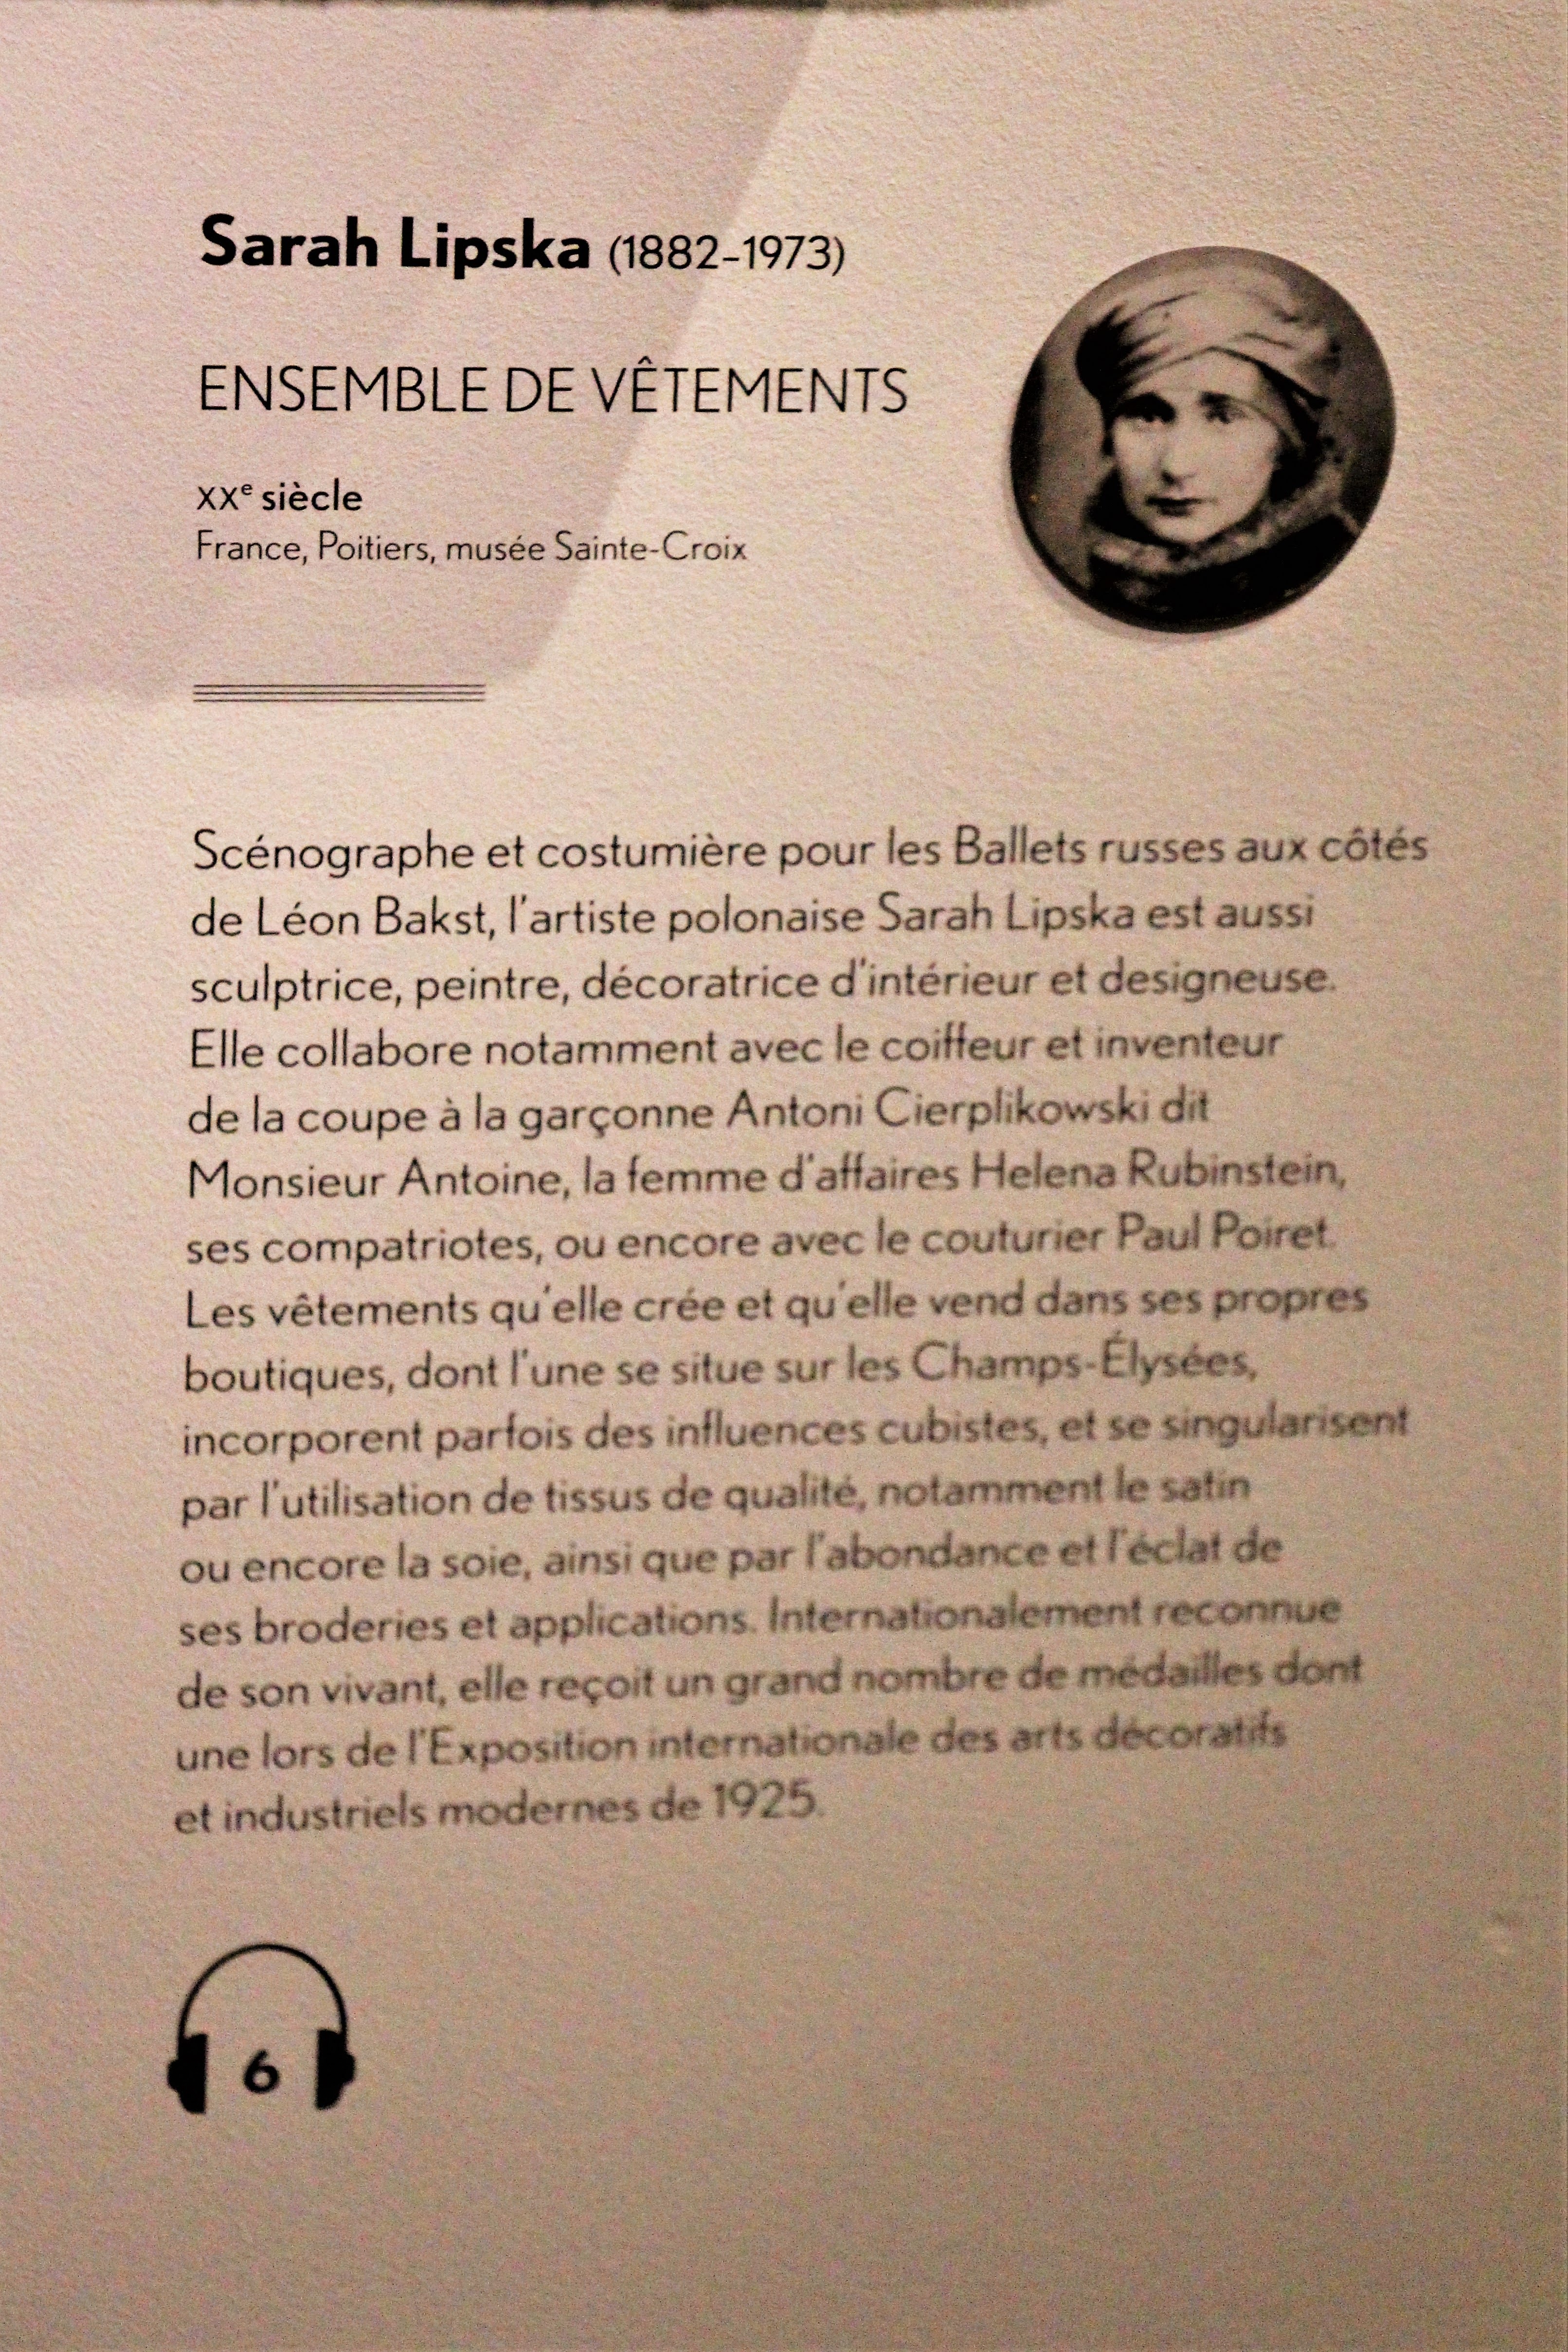 Sarah Lipska (1882-1973)
ENSEMBLE DE VÊTEMENTS
XXe siècle
France, Poitiers, musée Sainte-Croix
Scénographe et costumière pour les Ballets russes aux côtés
de Léon Bakst, l'artiste polonaise Sarah Lipska est aussi
sculptrice, peintre, décoratrice d'intérieur et designeuse.
Elle collabore notamment avec le coiffeur et inventeur
de la coupe à la garçonne Antoni Cierplikowski dit
Monsieur Antoine, la femme d'affaires Helena Rubinstein,
ses compatriotes, ou encore avec le couturier Paul Poiret.
Les vêtements qu'elle crée et qu'elle vend dans ses propres
boutiques, dont l'une se situe sur les Champs-Élysées,
incorporent parfois des influences cubistes, et se singularisent
par l'utilisation de tissus de qualité, notamment le satin
ou encore la soie, ainsi que par l'abondance et l'éclat de
ses broderies et applications. Internationalement reconnue
de son vivant, elle reçoit un grand nombre de médailles dont
une lors de l'Exposition internationale des arts décoratifs
et industriels modernes de 1925.
6